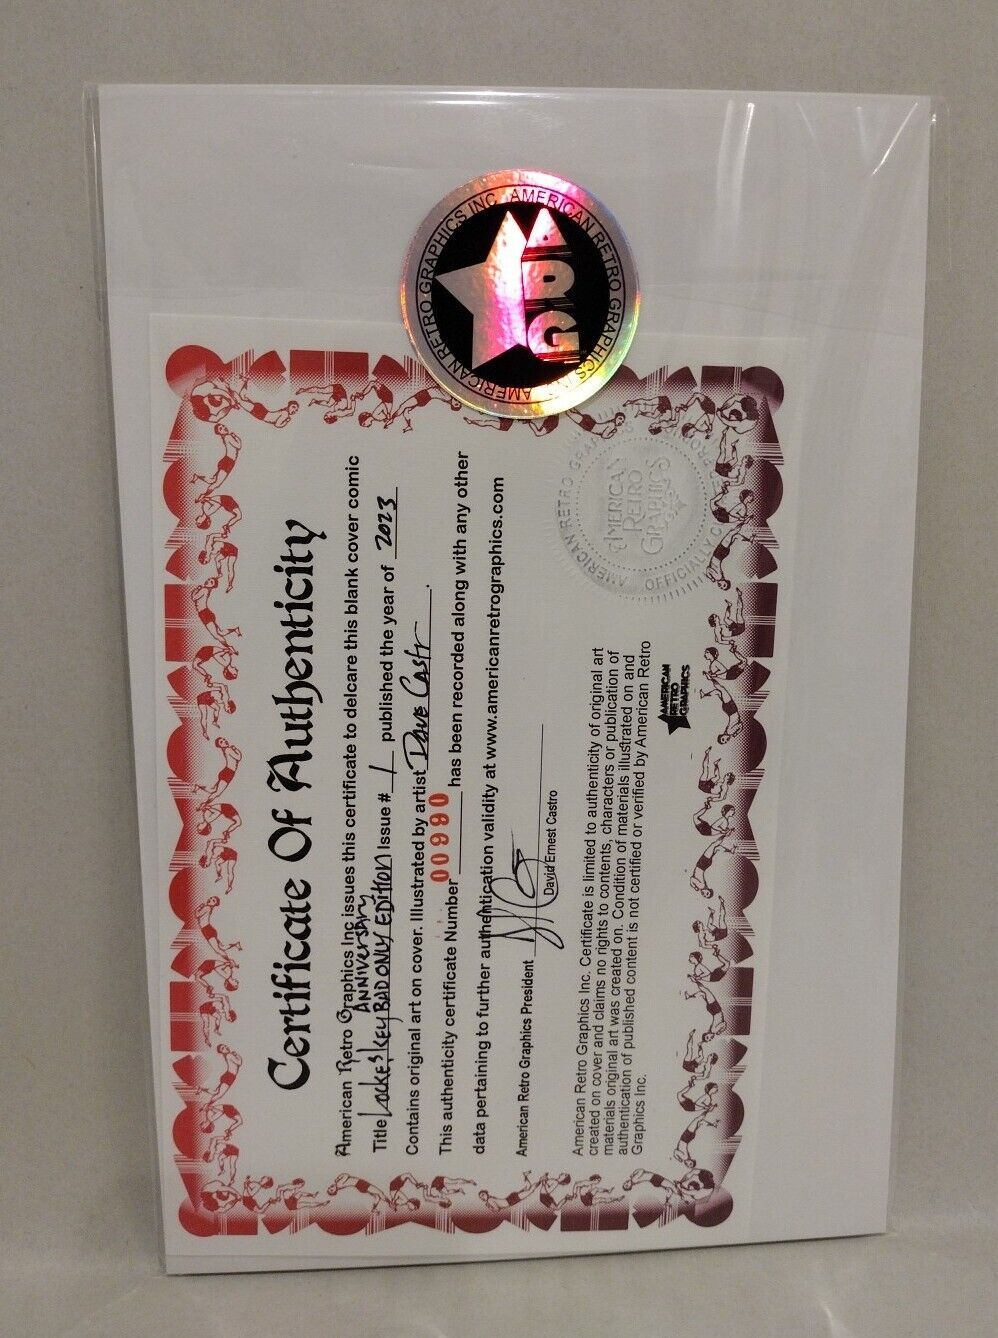 AMERICAN RETRO GRAPHICS INC. AMERICAN RETRO GRAPHICS INC.
ARG
Certificate Of Authenticity
American Retro Graphics Inc issues this certificate to delcare this blank cover comic
ANNIVERSARY
Title Locke & Key BAD ONLY EDITION Issue # 1 published the year of 2023
Contains original art on cover. Illustrated by artist Dave Castr.
This authenticity certificate Number 00990 has been recorded along with any other
data pertaining to further authentication validity at www.americanretrographics.com
American Retro Graphics President
David Ernest Castro
American Retro Graphics Inc. Certificate is limited to authenticity of original art
created on cover and claims no rights to contents, characters or publication of
materials original art was created on. Condition of materials illustrated on and
authentication of published content is not certified or verified by American Retro
Graphics Inc.
AMERICAN
RETRO
GRAPHICS
AMERICAN
RETRO
GRAPHICS